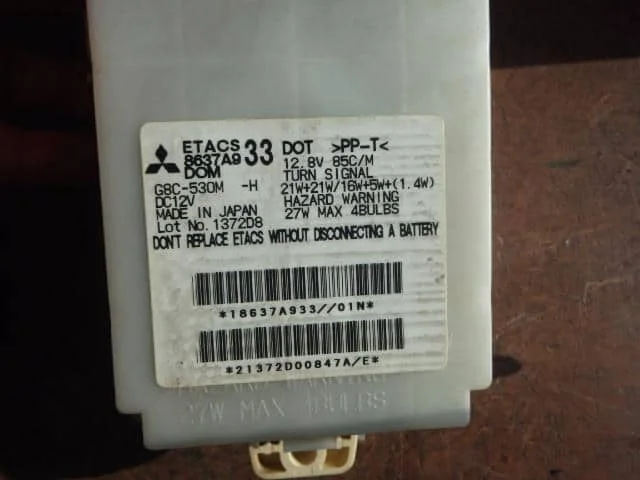 ETACS 33 DOT >PP-T<
8637A9 12.8V 85C/M
DOM TURN SIGNAL
G8C-530M -H 21W+21W/16W+5W+(1.4W)
DC12V HAZARD WARNING
MADE IN JAPAN 27W MAX 4BULBS
Lot No. 1372D8
DON'T REPLACE ETACS WITHOUT DISCONNECTING A BATTERY
*18637A933//01N*
*21372D00847A/E*
HAZARD WARNING
27W MAX 4BULBS